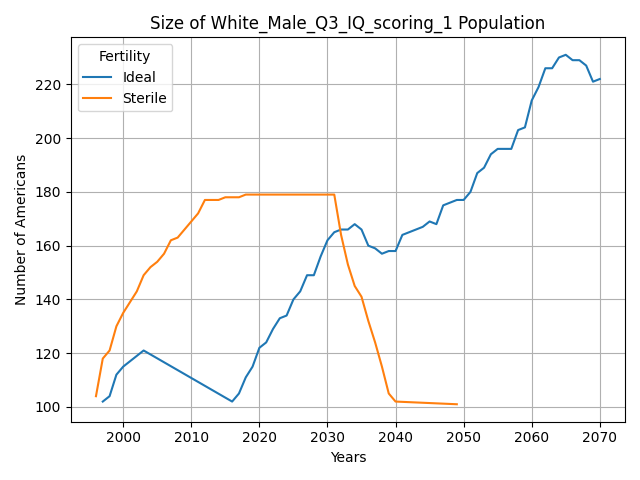 Size of White_Male_Q3_IQ_scoring_1 Population
Fertility
Ideal
Sterile
Number of Americans
220
200
180
160
140
120
100
2000 2010 2020 2030 2040 2050 2060 2070
Years